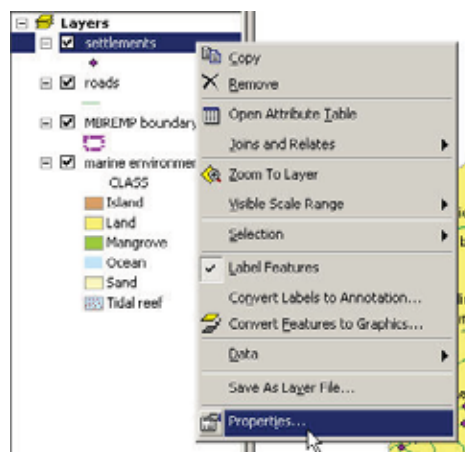 Layers
settlements
roads
MBREMP boundary
marine environmer
CLASS
Island
Land
Mangrove
Ocean
Sand
Tidal reef
Copy
Remove
Open Attribute Table
Joins and Relates
Zoom To Layer
Visible Scale Range
Selection
Label Features
Convert Labels to Annotation...
Convert Features to Graphics...
Data
Save As Layer File...
Properties...